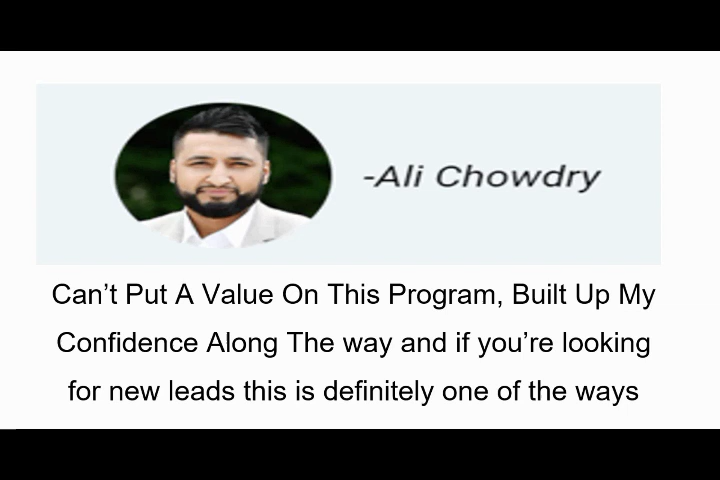 -Ali Chowdry
Can’t Put A Value On This Program, Built Up My
Confidence Along The way and if you’re looking
for new leads this is definitely one of the ways